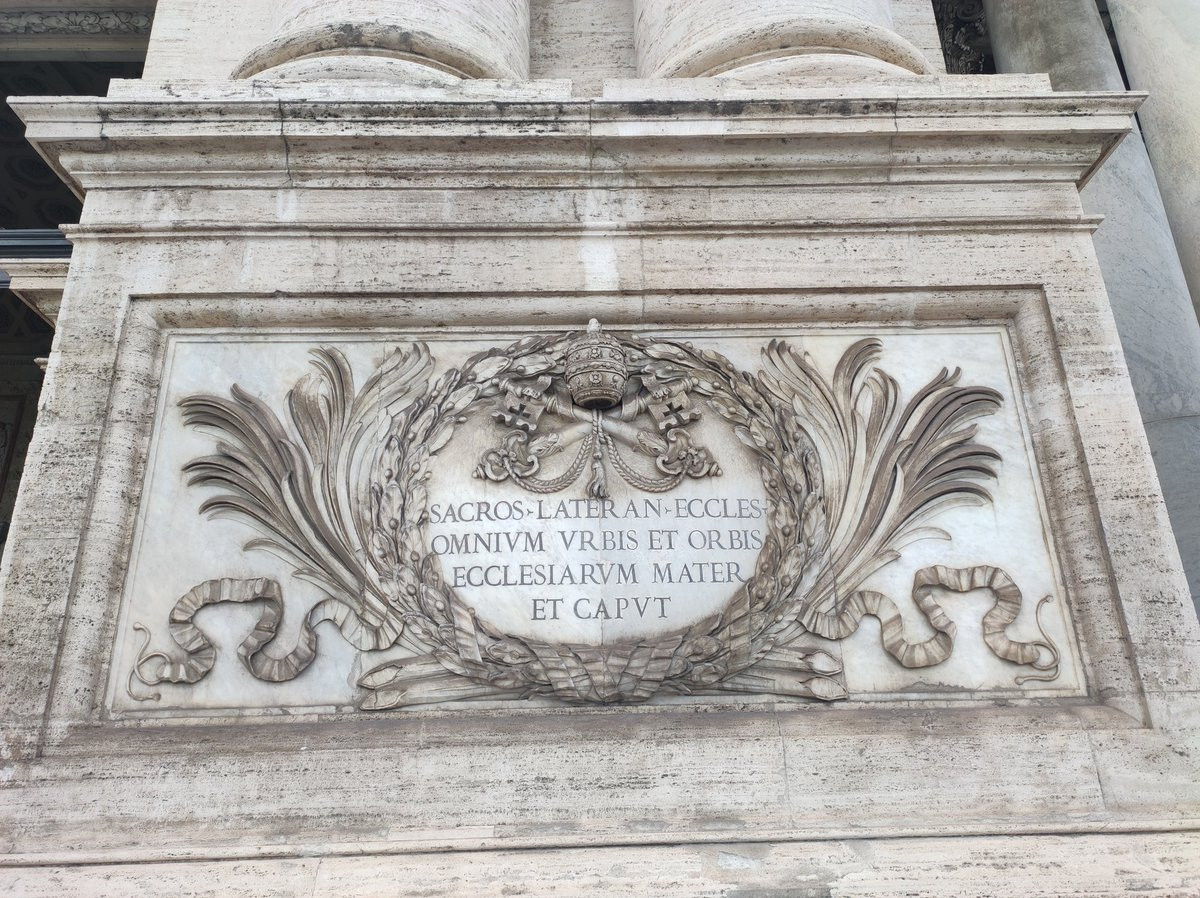 SACROS·LATERAN·ECCLES·
OMNIVM VRBIS ET ORBIS
ECCLESIARVM MATER
ET CAPVT